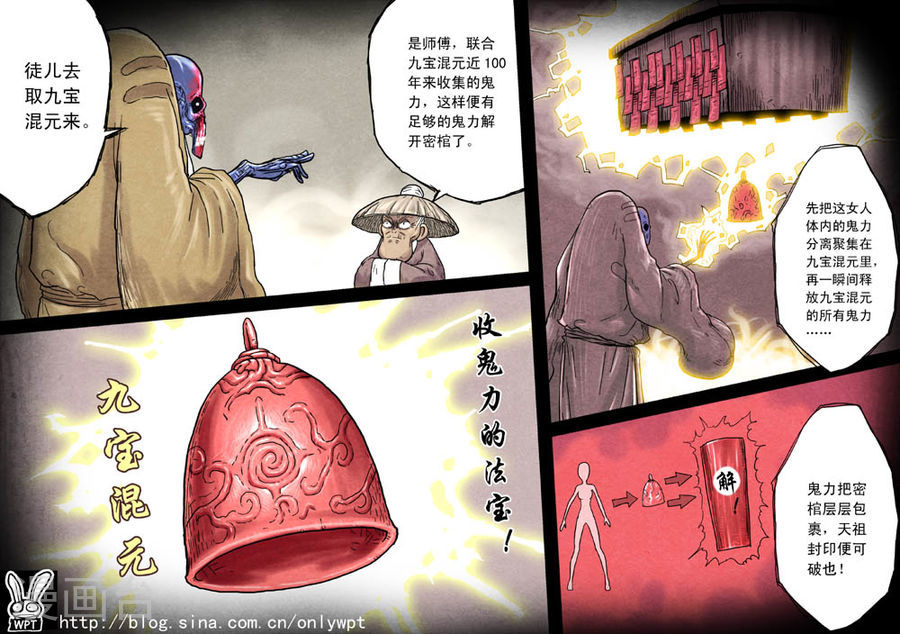 徒儿去
取九宝
混元来。
是师傅，联合
九宝混元近100
年来收集的鬼
力，这样便有
足够的鬼力解
开密棺了。
先把这女人
体内的鬼力
分离聚集在
九宝混元里，
再一瞬间释
放九宝混元
的所有鬼力
……
收鬼力的法宝！
九宝混元
解
鬼力把密
棺层层包
裹，天祖
封印便可
破也！
WPT
http://blog.sina.com.cn/onlywpt